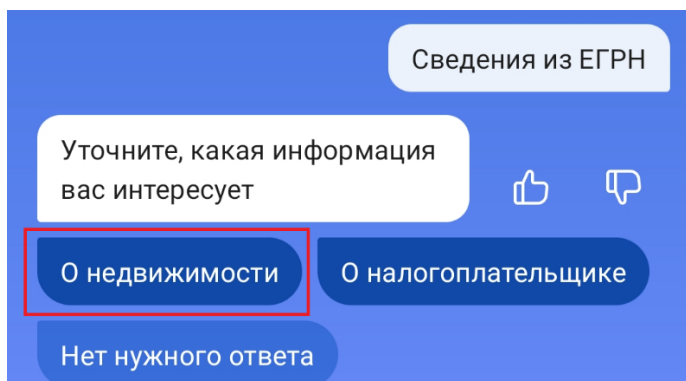 Сведения из ЕГРН
Уточните, какая информация
вас интересует
О недвижимости
О налогоплательщике
Нет нужного ответа